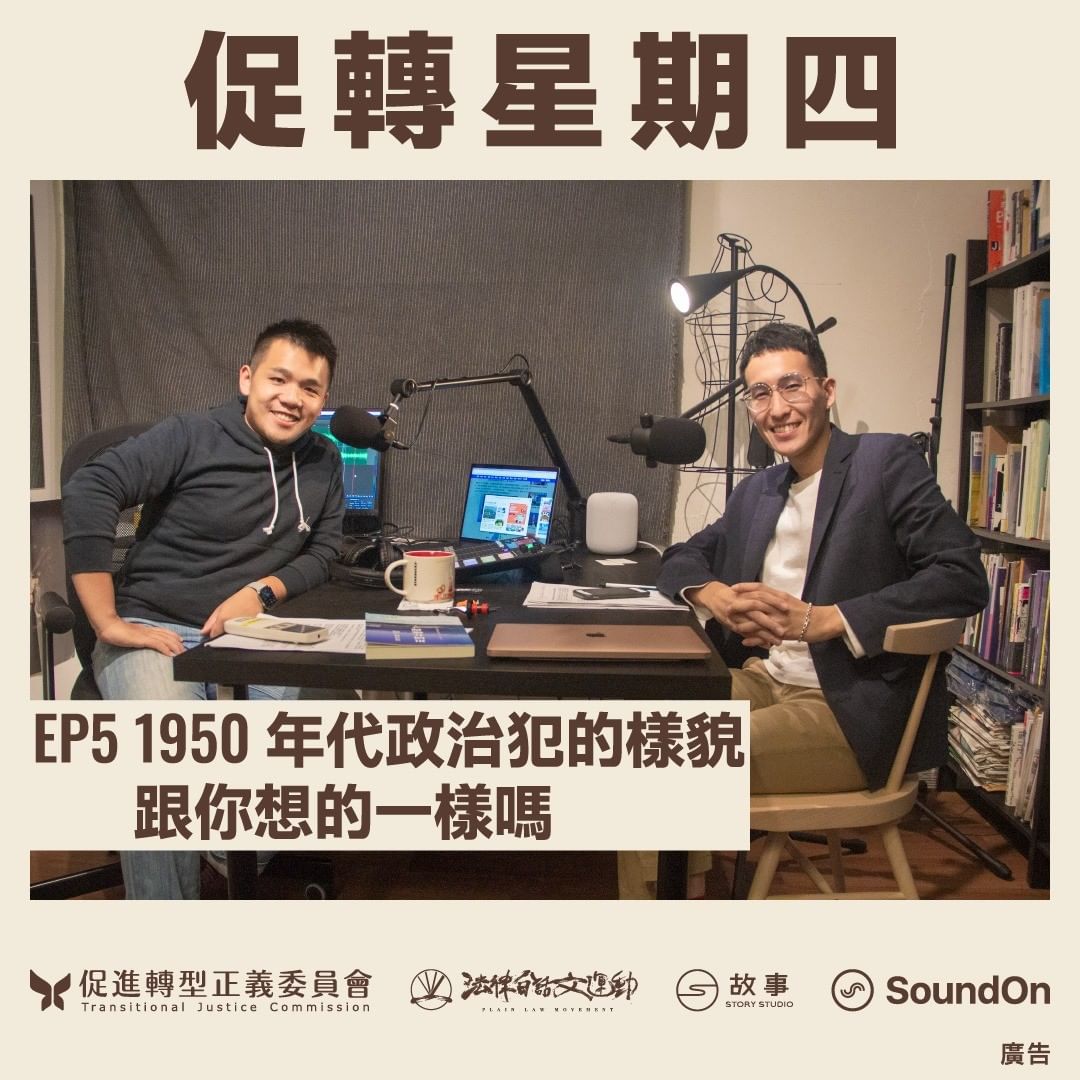 促轉星期四
EP5 1950 年代政治犯的樣貌
跟你想的一樣嗎
促進轉型正義委員會
Transitional Justice Commission
法律白話文運動
PLAIN LAW MOVEMENT
故事
STORY STUDIO
SoundOn
廣告